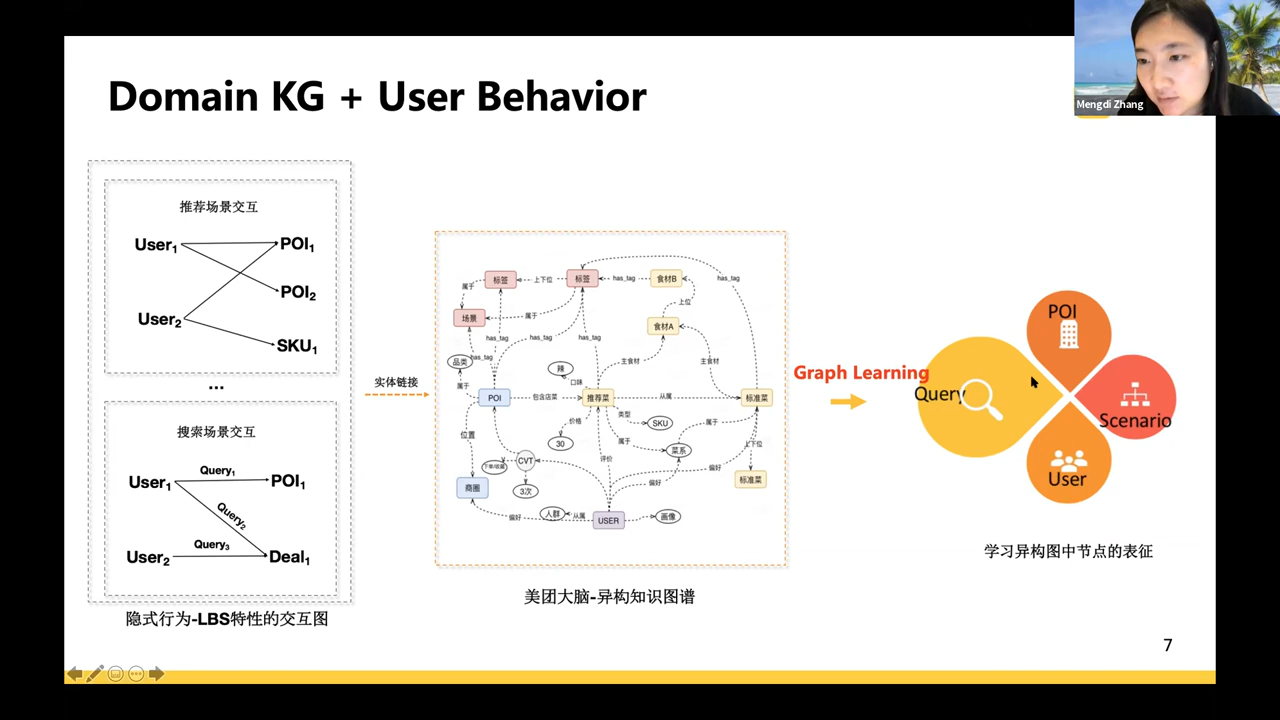 Mengdi Zhang
Domain KG + User Behavior
推荐场景交互
User1
POI1
POI2
User2
SKU1
...
搜索场景交互
Query1
User1
POI1
Query2
Query3
User2
Deal1
隐式行为-LBS特性的交互图
实体链接
标签
上下位
标签
has_tag
食材B
has_tag
属于
场景
属于
上位
食材A
has_tag
has_tag
has_tag
has_tag
品类
辣
主食材
主食材
属于
口味
POI
包含店菜
推荐菜
从属
标准菜
价格
类型
SKU
位置
30
属于
属于
菜系
上下位
下单/收藏
CVT
评价
偏好
偏好
标准菜
商圈
3次
偏好
人群
从属
USER
画像
美团大脑-异构知识图谱
Graph Learning
POI
Query
Scenario
User
学习异构图中节点的表征
7